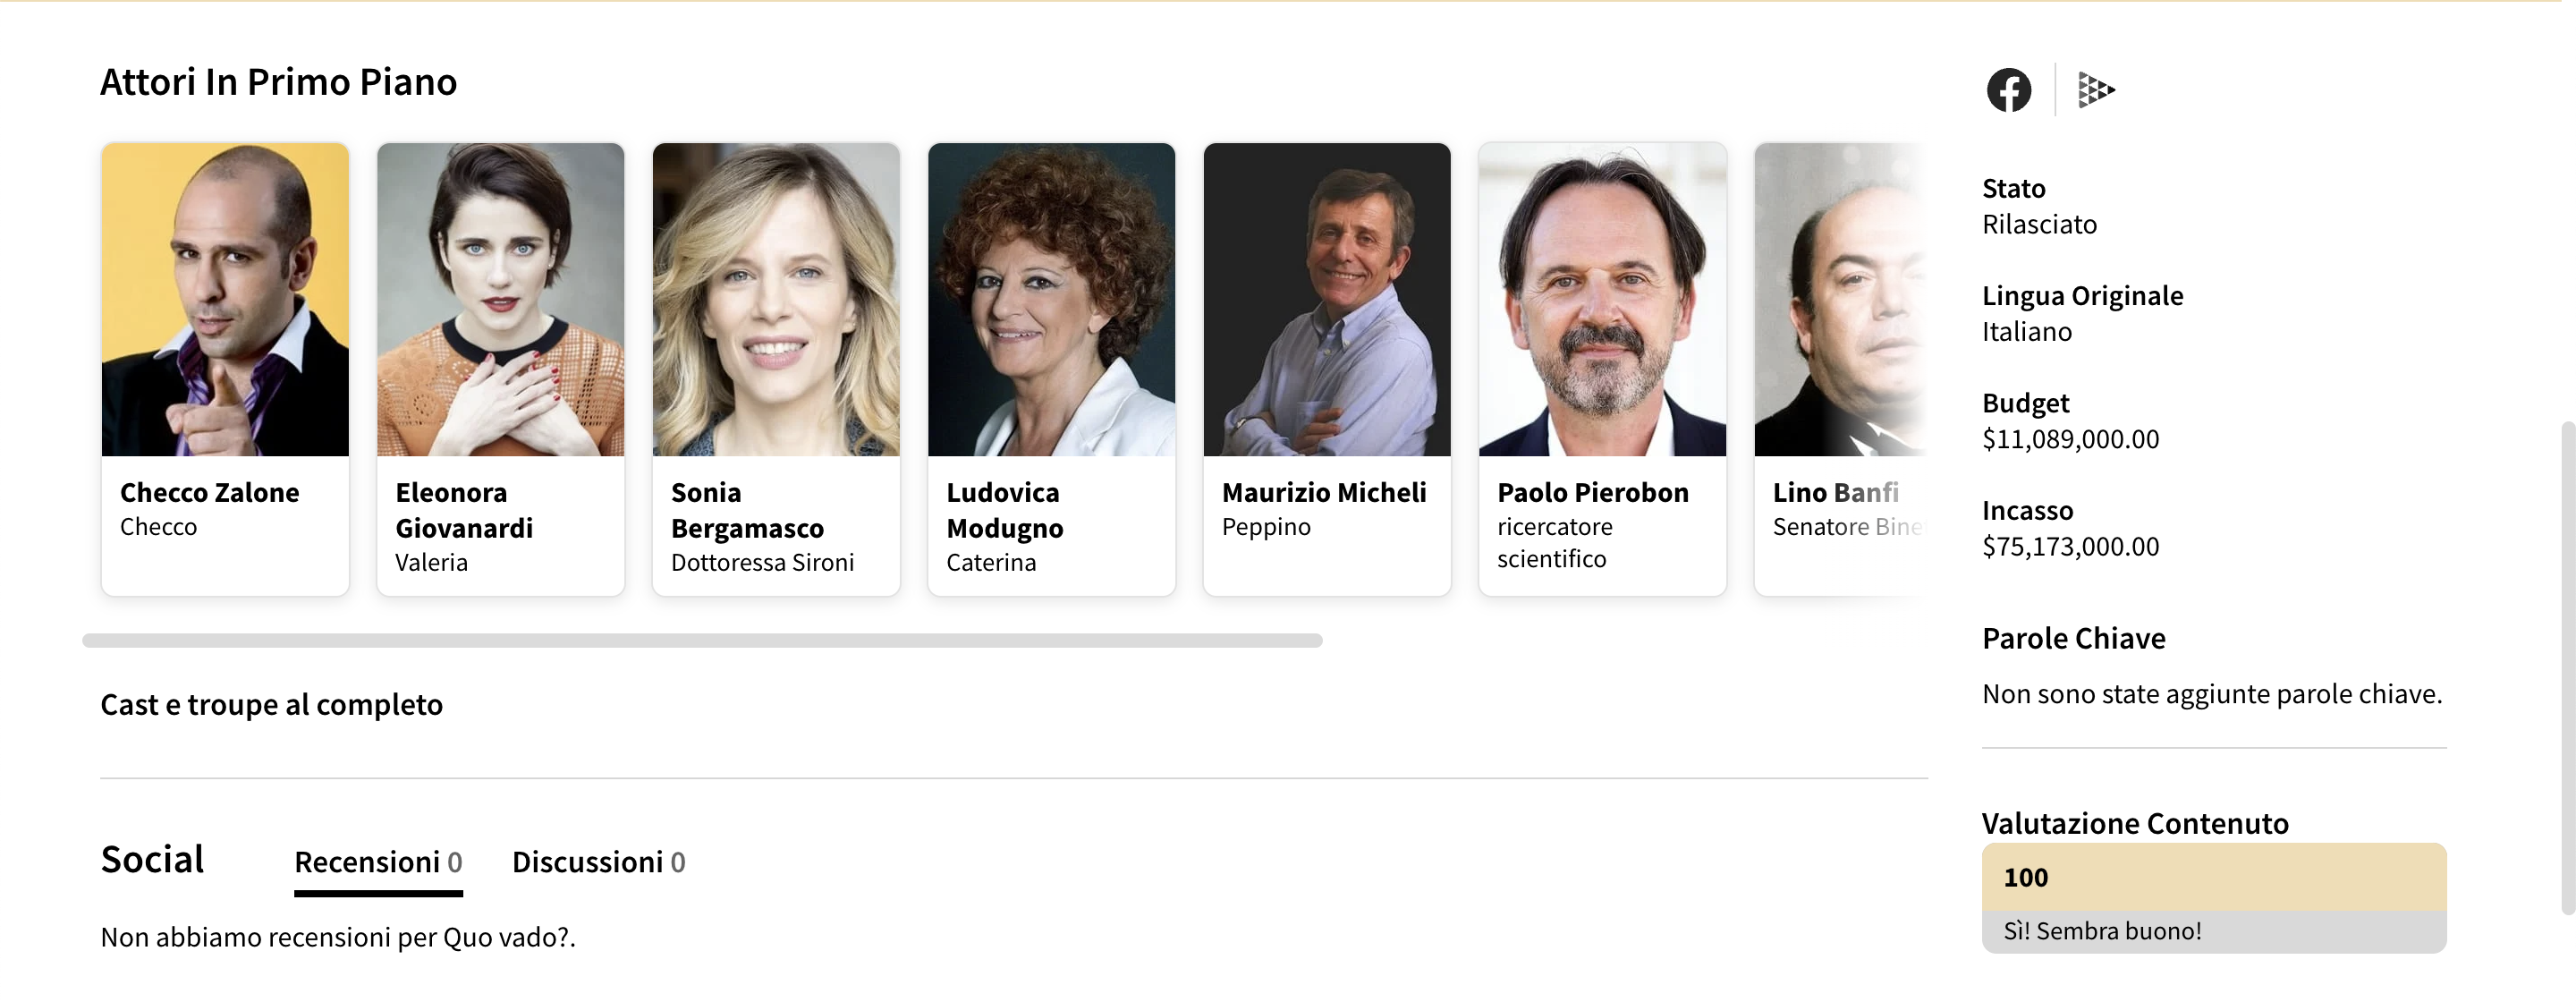 Attori In Primo Piano
Checco Zalone
Checco
Eleonora
Giovanardi
Valeria
Sonia
Bergamasco
Dottoressa Sironi
Ludovica
Modugno
Caterina
Maurizio Micheli
Peppino
Paolo Pierobon
ricercatore
scientifico
Lino Banfi
Senatore
Cast e troupe al completo
Social
Recensioni 0
Discussioni 0
Non abbiamo recensioni per Quo vado?.
Stato
Rilasciato
Lingua Originale
Italiano
Budget
$11,089,000.00
Incasso
$75,173,000.00
Parole Chiave
Non sono state aggiunte parole chiave.
Valutazione Contenuto
100
Sì! Sembra buono!